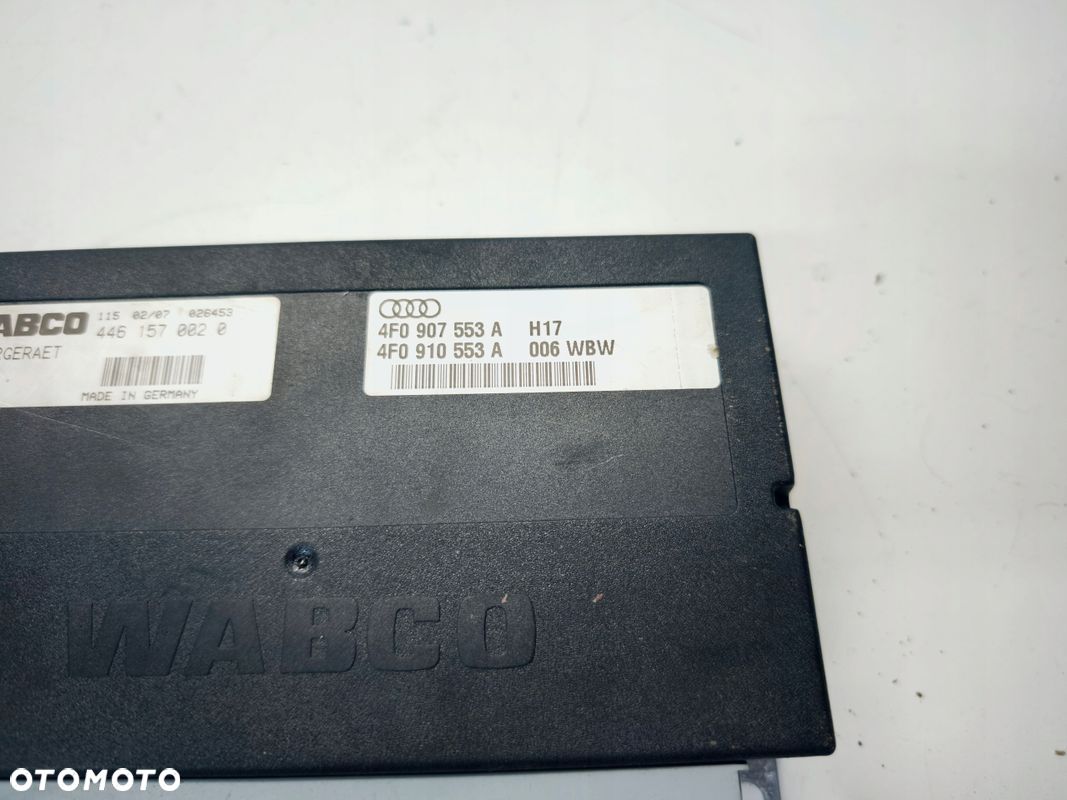 ABCO 115 02/07 026453
446 157 002 0
RGERAET
MADE IN GERMANY
4F0 907 553 A H17
4F0 910 553 A 006 WBW
WABCO
OTOMOTO